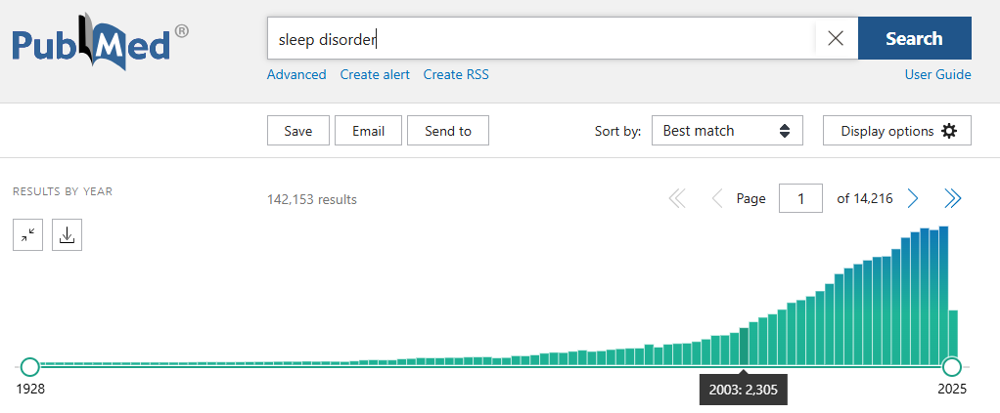 PubMed®
sleep disorder
Search
Advanced Create alert Create RSS User Guide
Save Email Send to Sort by: Best match Display options
RESULTS BY YEAR
142,153 results Page 1 of 14,216
1928 2003: 2,305 2025